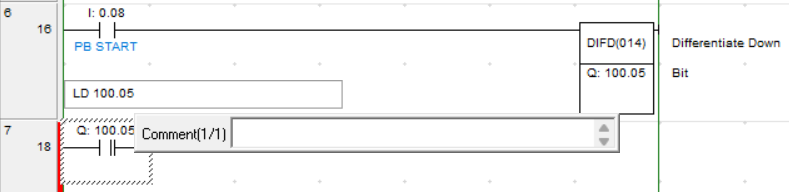 6
I: 0.08
16
PB START
DIFD(014)
Differentiate Down
Q: 100.05
Bit
LD 100.05
7
Q: 100.05
Comment(1/1)
18